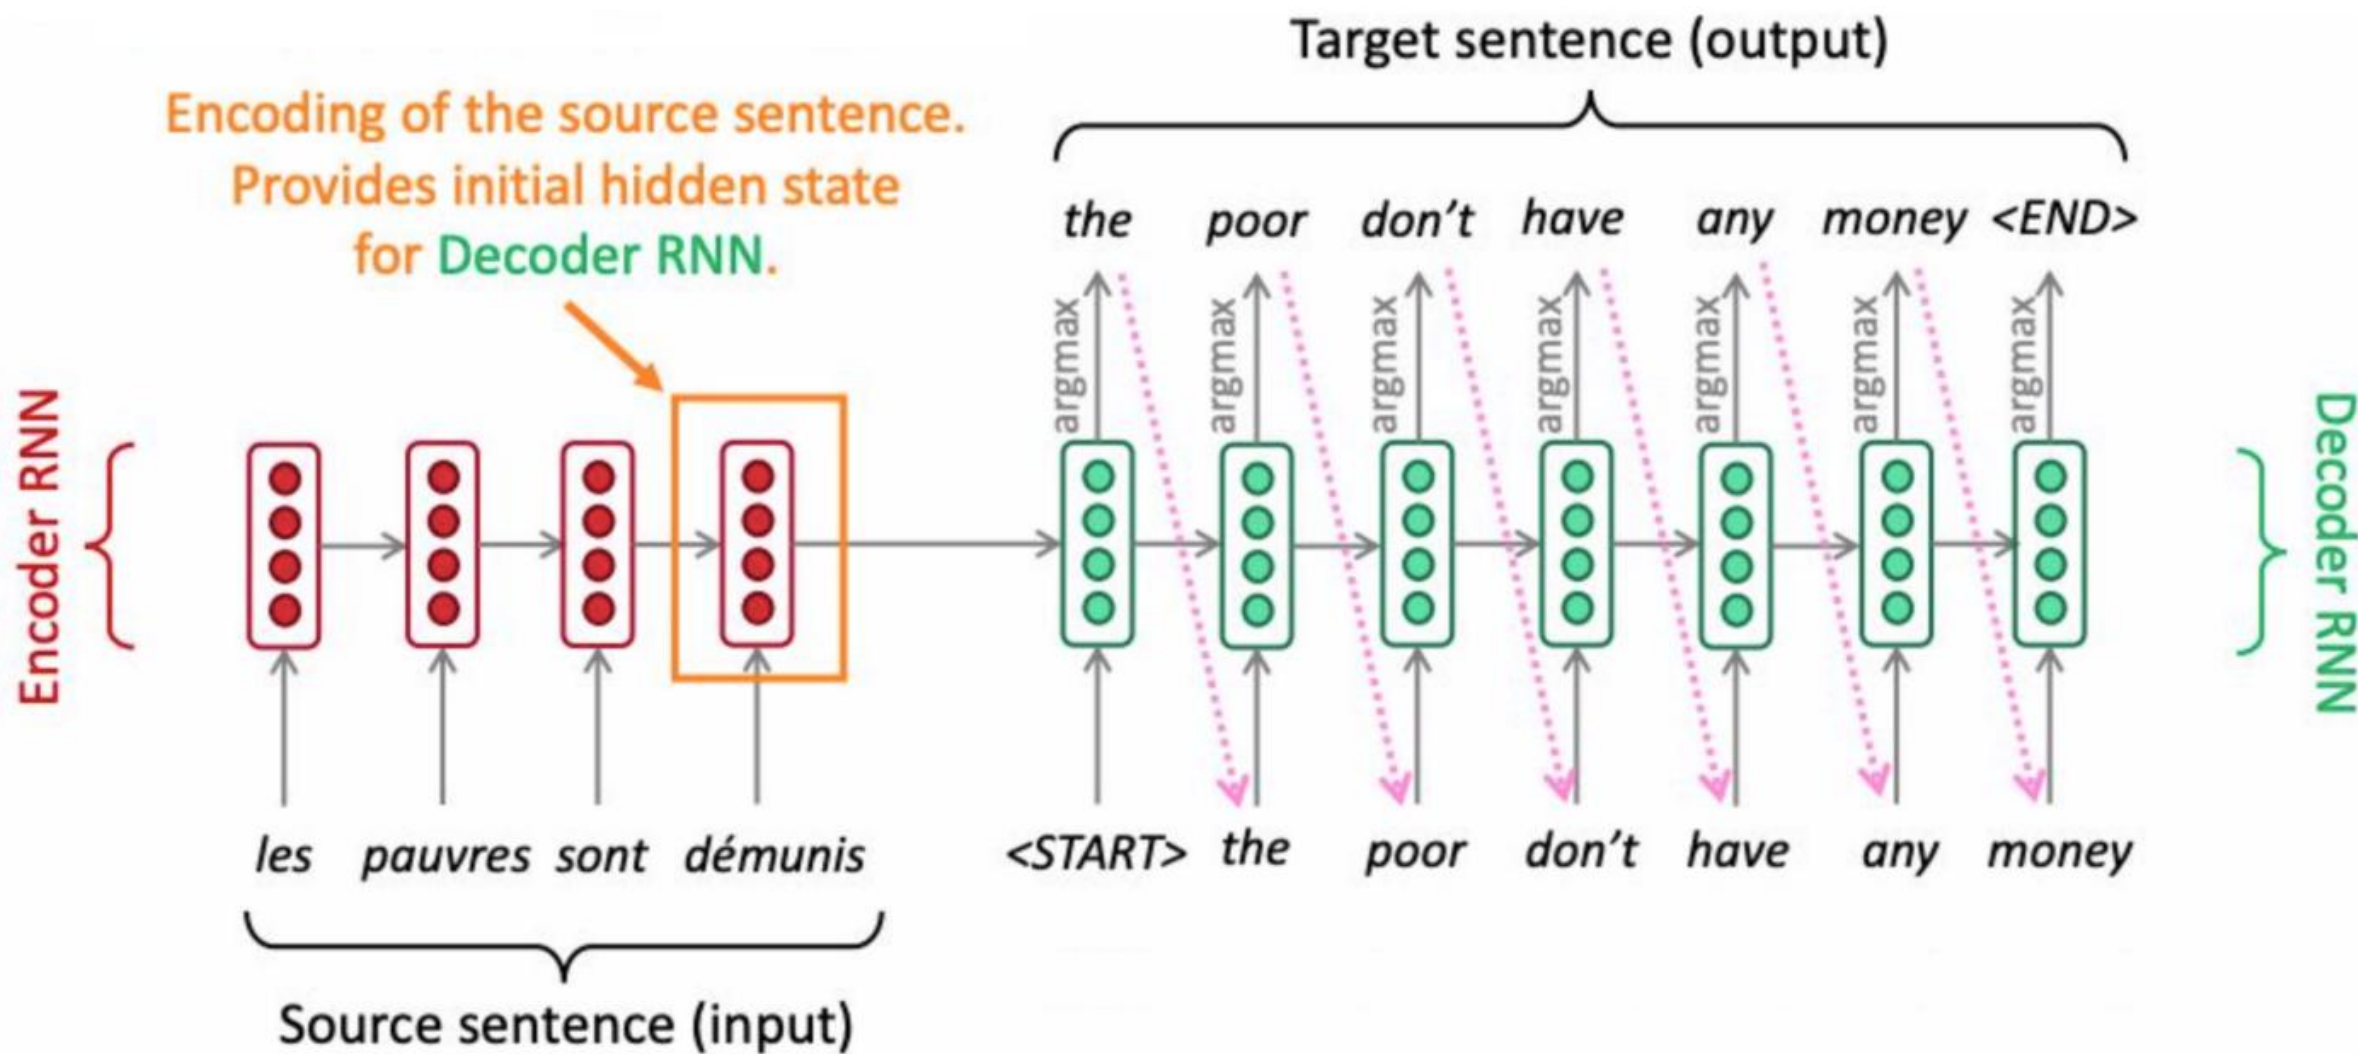 Target sentence (output)
Encoding of the source sentence.
Provides initial hidden state
for Decoder RNN.
the poor don't have any money <END>
argmax argmax argmax argmax argmax argmax argmax
Encoder RNN
Decoder RNN
les pauvres sont démunis <START> the poor don't have any money
Source sentence (input)